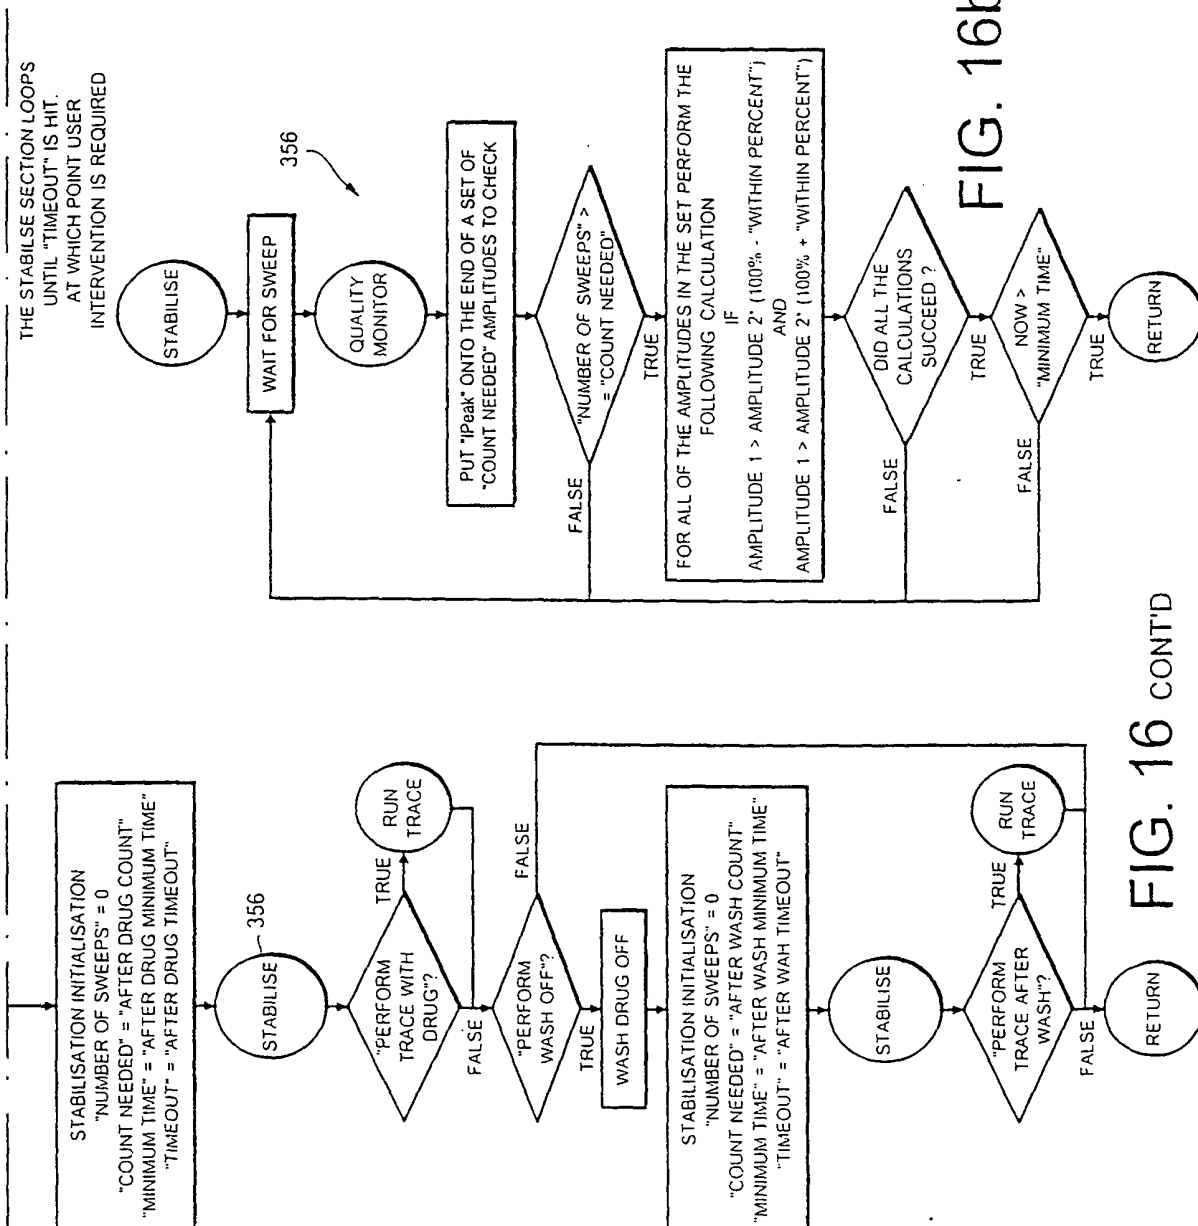 STABILISATION INITIALISATION
"NUMBER OF SWEEPS" = 0
"COUNT NEEDED" = "AFTER DRUG COUNT"
"MINIMUM TIME" = "AFTER DRUG MINIMUM TIME"
"TIMEOUT" = "AFTER DRUG TIMEOUT"
STABILISE
356
"PERFORM
TRACE WITH
DRUG"?
TRUE
RUN
TRACE
FALSE
"PERFORM
WASH OFF"?
FALSE
TRUE
WASH DRUG OFF
STABILISATION INITIALISATION
"NUMBER OF SWEEPS" = 0
"COUNT NEEDED" = "AFTER WASH COUNT"
"MINIMUM TIME" = "AFTER WASH MINIMUM TIME"
"TIMEOUT" = "AFTER WAH TIMEOUT"
STABILISE
"PERFORM
TRACE AFTER
WASH"?
TRUE
RUN
TRACE
FALSE
RETURN
FIG. 16 CONT'D
THE STABILSE SECTION LOOPS
UNTIL "TIMEOUT" IS HIT.
AT WHICH POINT USER
INTERVENTION IS REQUIRED
STABILISE
WAIT FOR SWEEP
356
QUALITY
MONITOR
PUT "IPeak" ONTO THE END OF A SET OF
"COUNT NEEDED" AMPLITUDES TO CHECK
"NUMBER OF SWEEPS" >
= "COUNT NEEDED"
FALSE
TRUE
FOR ALL OF THE AMPLITUDES IN THE SET PERFORM THE
FOLLOWING CALCULATION
IF
AMPLITUDE 1 > AMPLITUDE 2* (100% - "WITHIN PERCENT")
AND
AMPLITUDE 1 > AMPLITUDE 2* (100% + "WITHIN PERCENT")
DID ALL THE
CALCULATIONS
SUCCEED ?
FALSE
TRUE
NOW >
"MINIMUM TIME"
FALSE
TRUE
RETURN
FIG. 16b